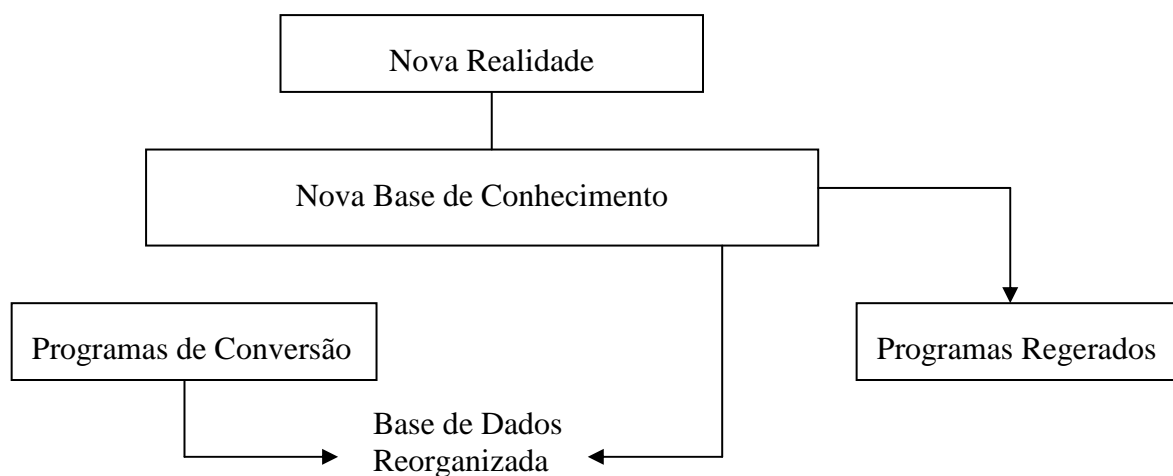 Nova Realidade
Nova Base de Conhecimento
Programas de Conversão
Programas Regerados
Base de Dados
Reorganizada